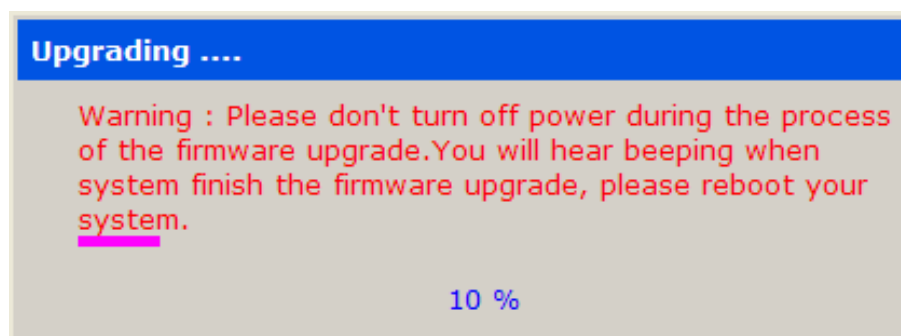 Upgrading ....
Warning : Please don't turn off power during the process
of the firmware upgrade.You will hear beeping when
system finish the firmware upgrade, please reboot your
system.
10 %